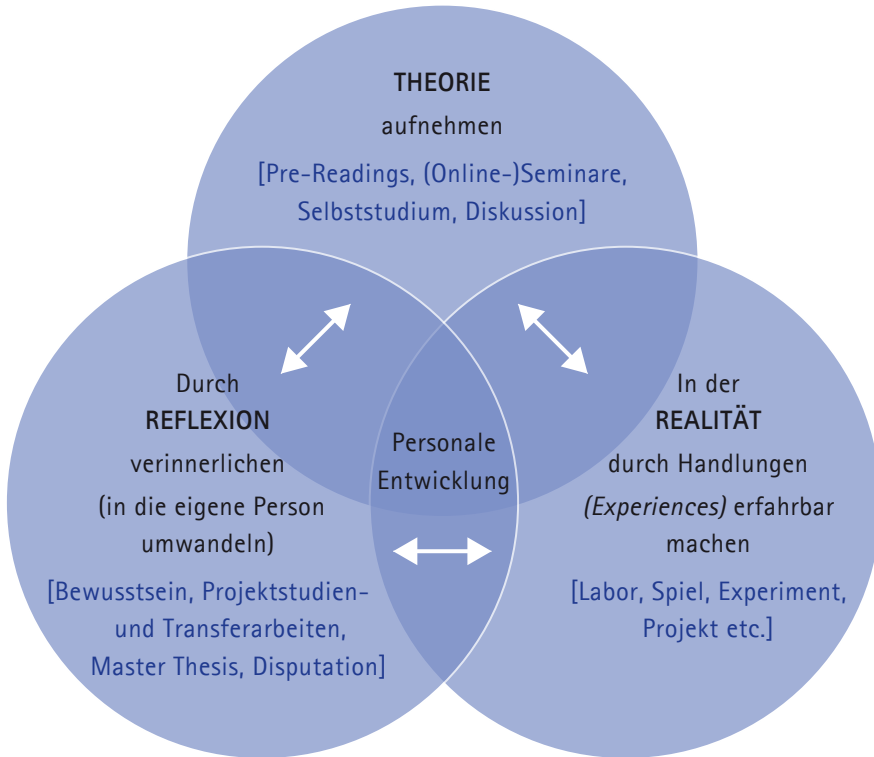 THEORIE
aufnehmen
[Pre-Readings, (Online-)Seminare,
Selbststudium, Diskussion]
Durch
REFLEXION
verinnerlichen
(in die eigene Person
umwandeln)
[Bewusstsein, Projektstudien-
und Transferarbeiten,
Master Thesis, Disputation]
Personale
Entwicklung
In der
REALITÄT
durch Handlungen
(Experiences) erfahrbar
machen
[Labor, Spiel, Experiment,
Projekt etc.]